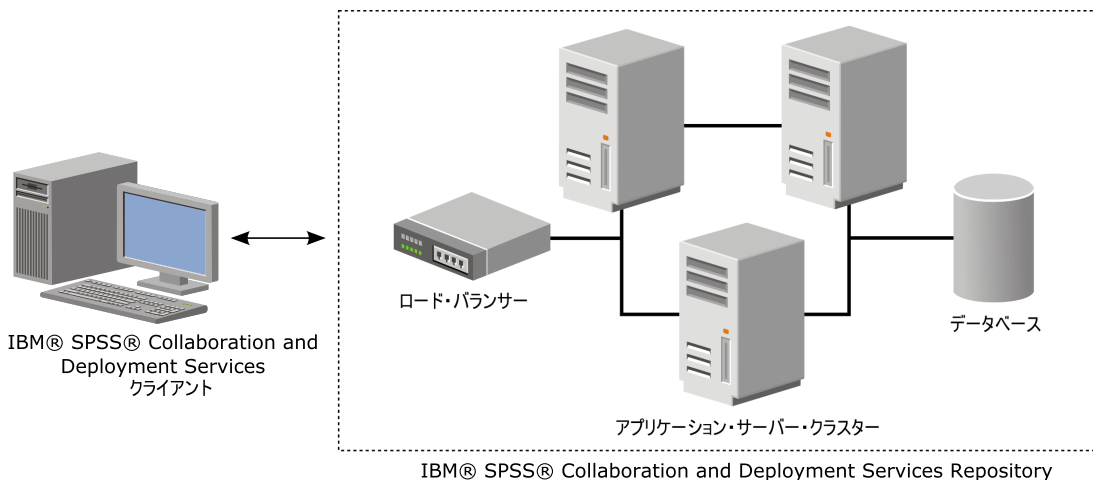 IBM® SPSS® Collaboration and
Deployment Services
クライアント
ロード・バランサー
アプリケーション・サーバー・クラスター
データベース
IBM® SPSS® Collaboration and Deployment Services Repository